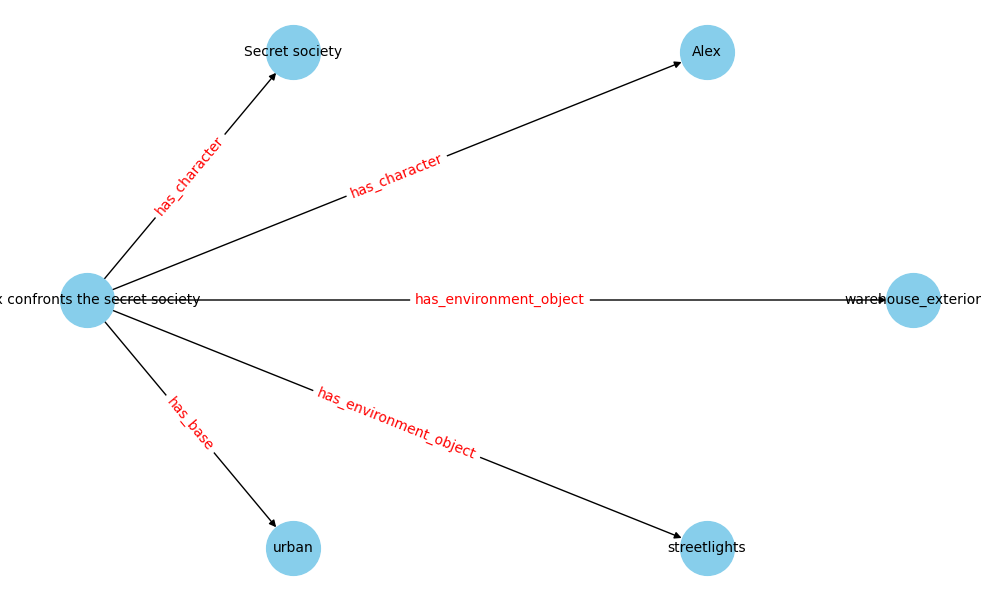 Secret society
Alex
has_character
has_character
x confronts the secret society
has_environment_object
warehouse_exterior
has_base
has_environment_object
urban
streetlights